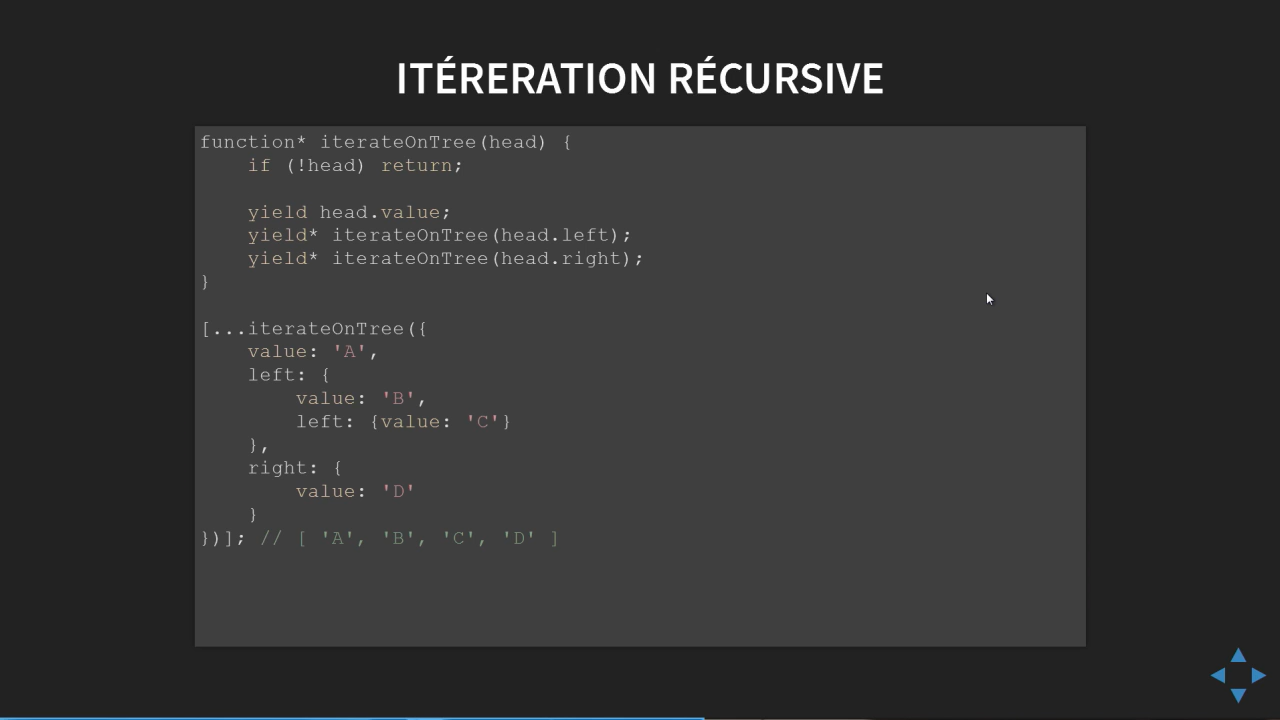 ITÉRERATION RÉCURSIVE
function* iterateOnTree(head) {
    if (!head) return;

    yield head.value;
    yield* iterateOnTree(head.left);
    yield* iterateOnTree(head.right);
}

[...iterateOnTree({
    value: 'A',
    left: {
        value: 'B',
        left: {value: 'C'}
    },
    right: {
        value: 'D'
    }
})]; // [ 'A', 'B', 'C', 'D' ]